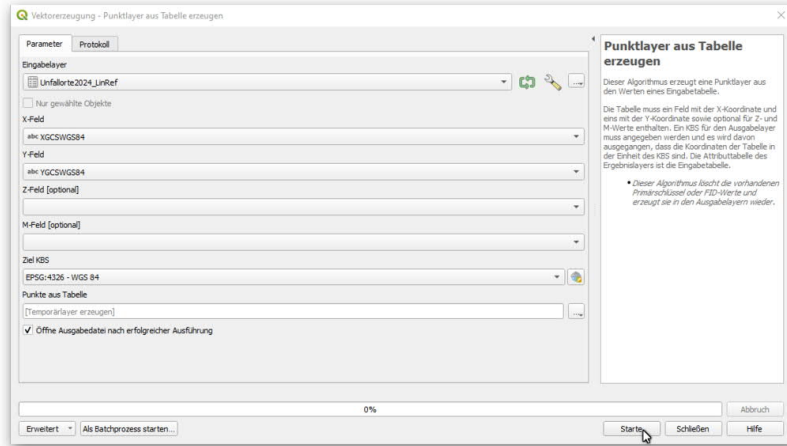 Vektorerzeugung - Punktlayer aus Tabelle erzeugen
Parameter
Protokoll
Eingabelayer
Unfallorte2024_LinRef
Nur gewählte Objekte
X-Feld
abc XGCSWGS84
Y-Feld
abc YGCSWGS84
Z-Feld [optional]
M-Feld [optional]
Ziel KBS
EPSG:4326 - WGS 84
Punkte aus Tabelle
[Temporärlayer erzeugen]
Öffne Ausgabedatei nach erfolgreicher Ausführung
Punktlayer aus Tabelle
erzeugen
Dieser Algorithmus erzeugt eine Punktlayer aus
den Werten eines Eingabetabelle.
Die Tabelle muss ein Feld mit der X-Koordinate und
eins mit der Y-Koordinate sowie optional für Z- und
M-Werte enthalten. Ein KBS für den Ausgabelayer
muss angegeben werden und es wird davon
ausgegangen, dass die Koordinaten der Tabelle in
der Einheit des KBS sind. Die Attributtabelle des
Ergebnislayers ist die Eingabetabelle.
• Dieser Algorithmus löscht die vorhandenen
Primärschlüssel oder FID-Werte und
erzeugt sie in den Ausgabelayern wieder.
0%
Abbruch
Erweitert
Als Batchprozess starten...
Starte
Schließen
Hilfe